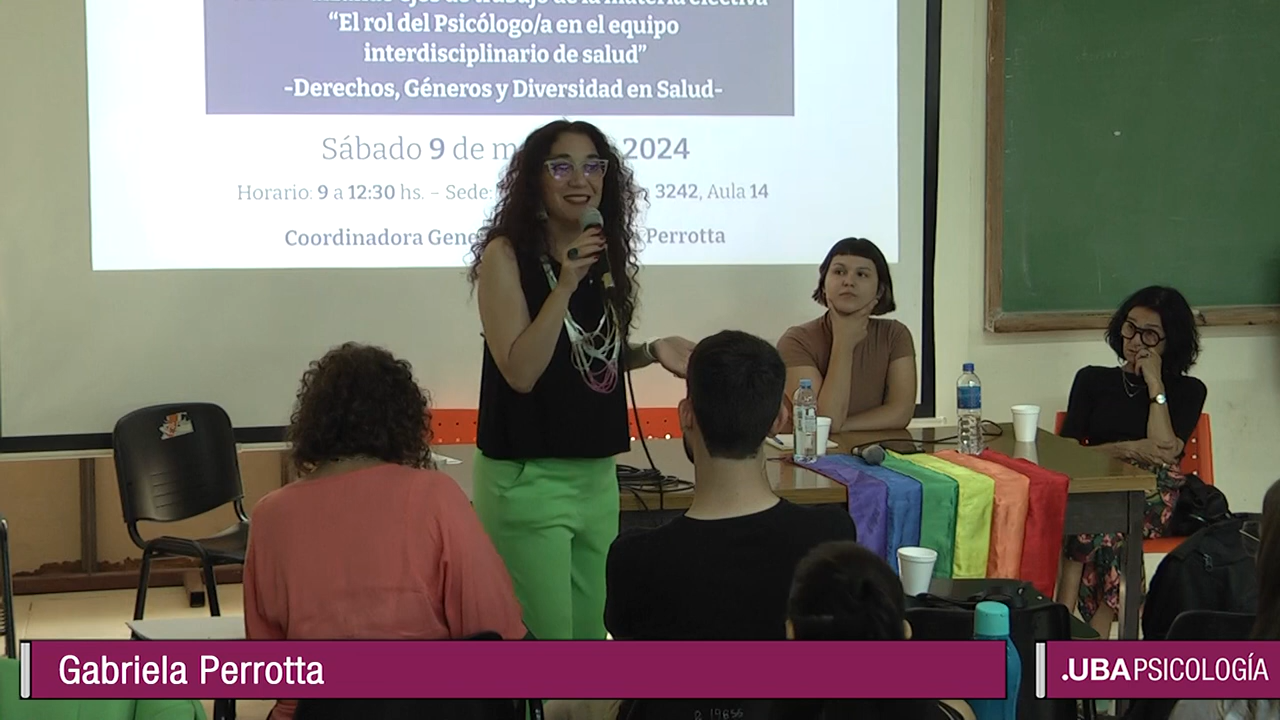 “El rol del Psicólogo/a en el equipo
interdisciplinario de salud”
-Derechos, Géneros y Diversidad en Salud-
Sábado 9 de 2024
Horario: 9 a 12:30 hs. – Sede: 3242, Aula 14
Coordinadora Perrotta
Gabriela Perrotta
.UBAPSICOLOGÍA